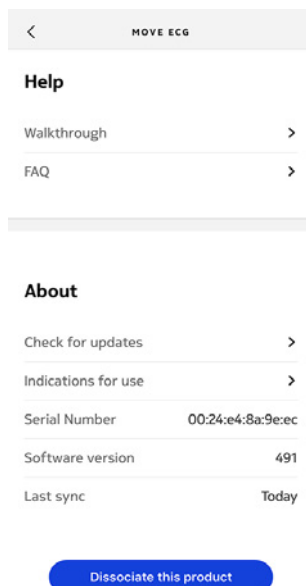 MOVE ECG
Help
Walkthrough
FAQ
About
Check for updates
Indications for use
Serial Number 00:24:e4:8a:9e:ec
Software version 491
Last sync Today
Dissociate this product